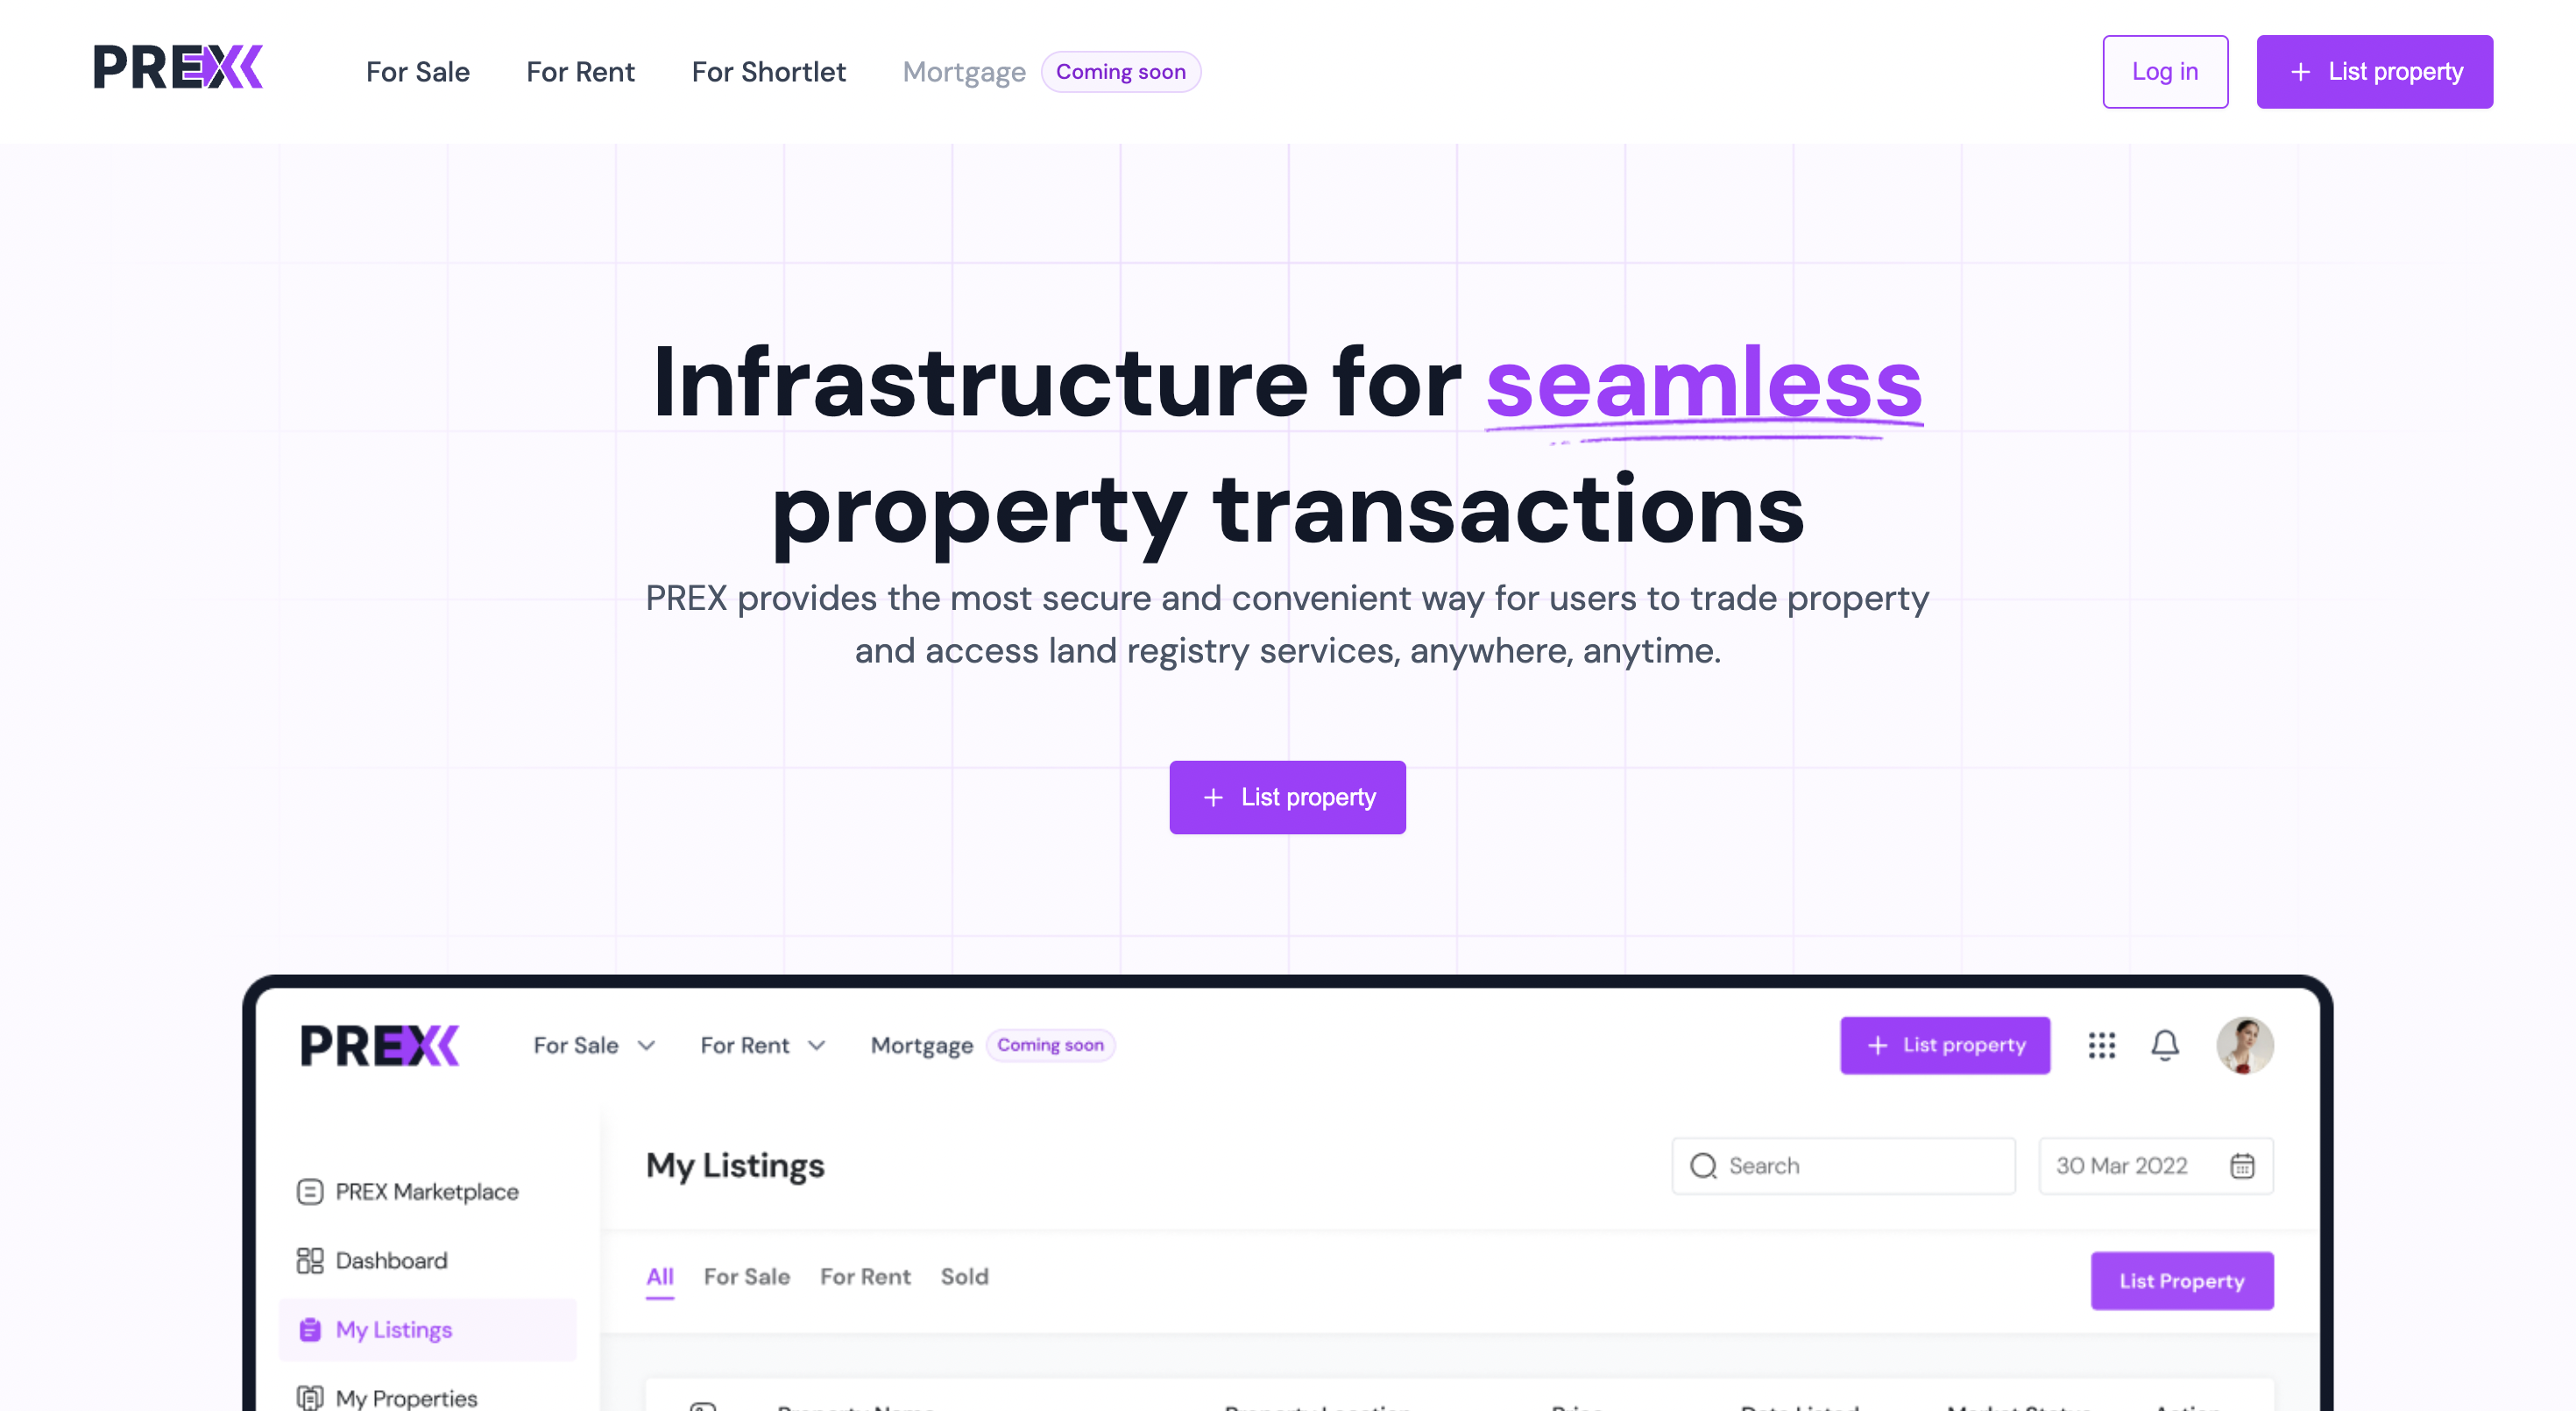 PREX
For Sale
For Rent
For Shortlet
Mortgage
Coming soon
Log in
+ List property
Infrastructure for seamless
property transactions
PREX provides the most secure and convenient way for users to trade property
and access land registry services, anywhere, anytime.
+ List property
PREX
For Sale
For Rent
Mortgage
Coming soon
+ List property
My Listings
Search
30 Mar 2022
PREX Marketplace
Dashboard
My Listings
My Properties
All
For Sale
For Rent
Sold
List Property